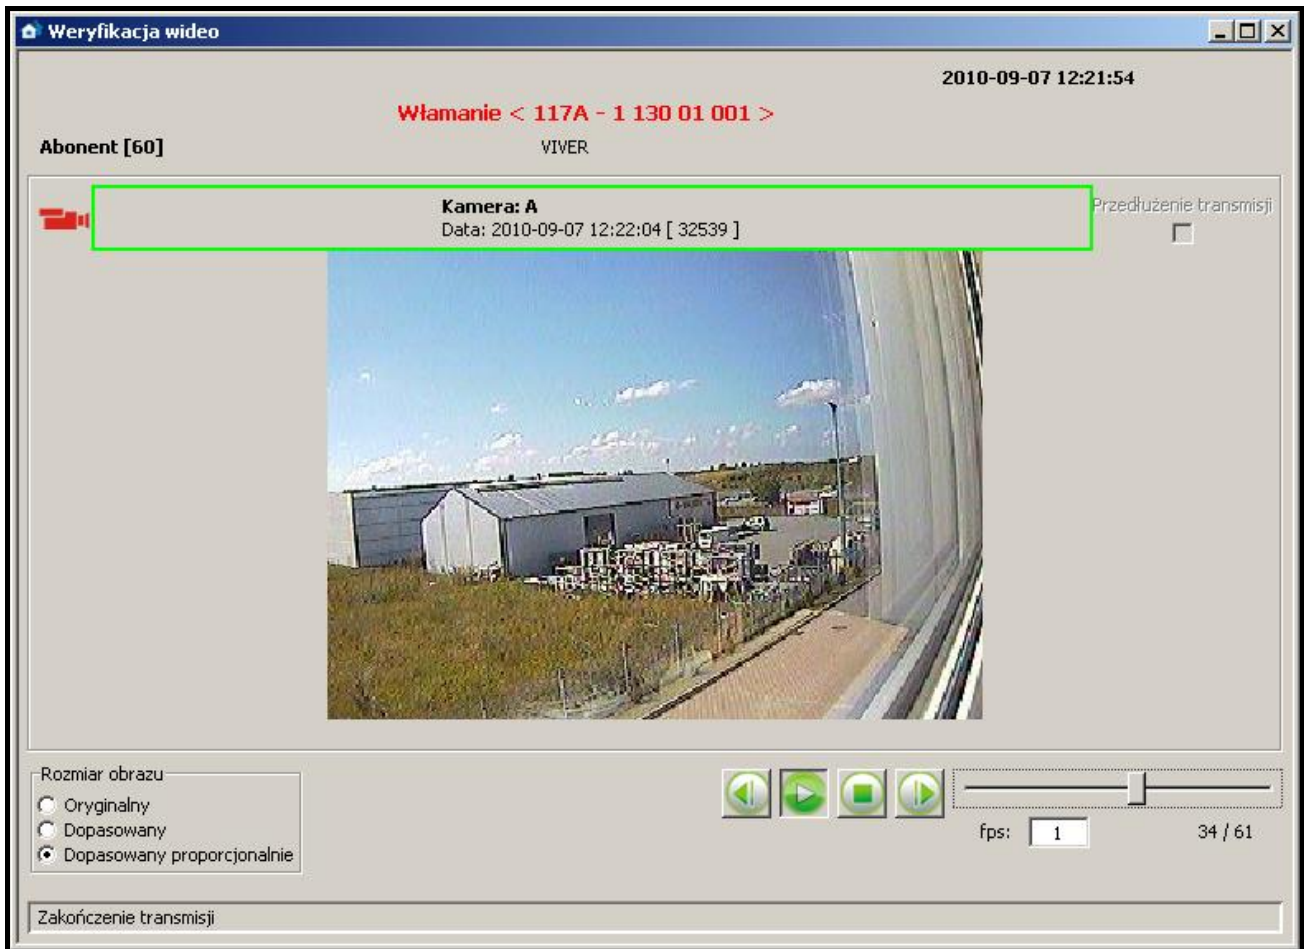 Weryfikacja wideo
2010-09-07 12:21:54
Włamanie < 117A - 1 130 01 001 >
Abonent [60]
VIVER
Kamera: A
Przedłużenie transmisji
Data: 2010-09-07 12:22:04 [ 32539 ]
Rozmiar obrazu
Oryginalny
Dopasowany
Dopasowany proporcjonalnie
fps: 1 34 / 61
Zakończenie transmisji